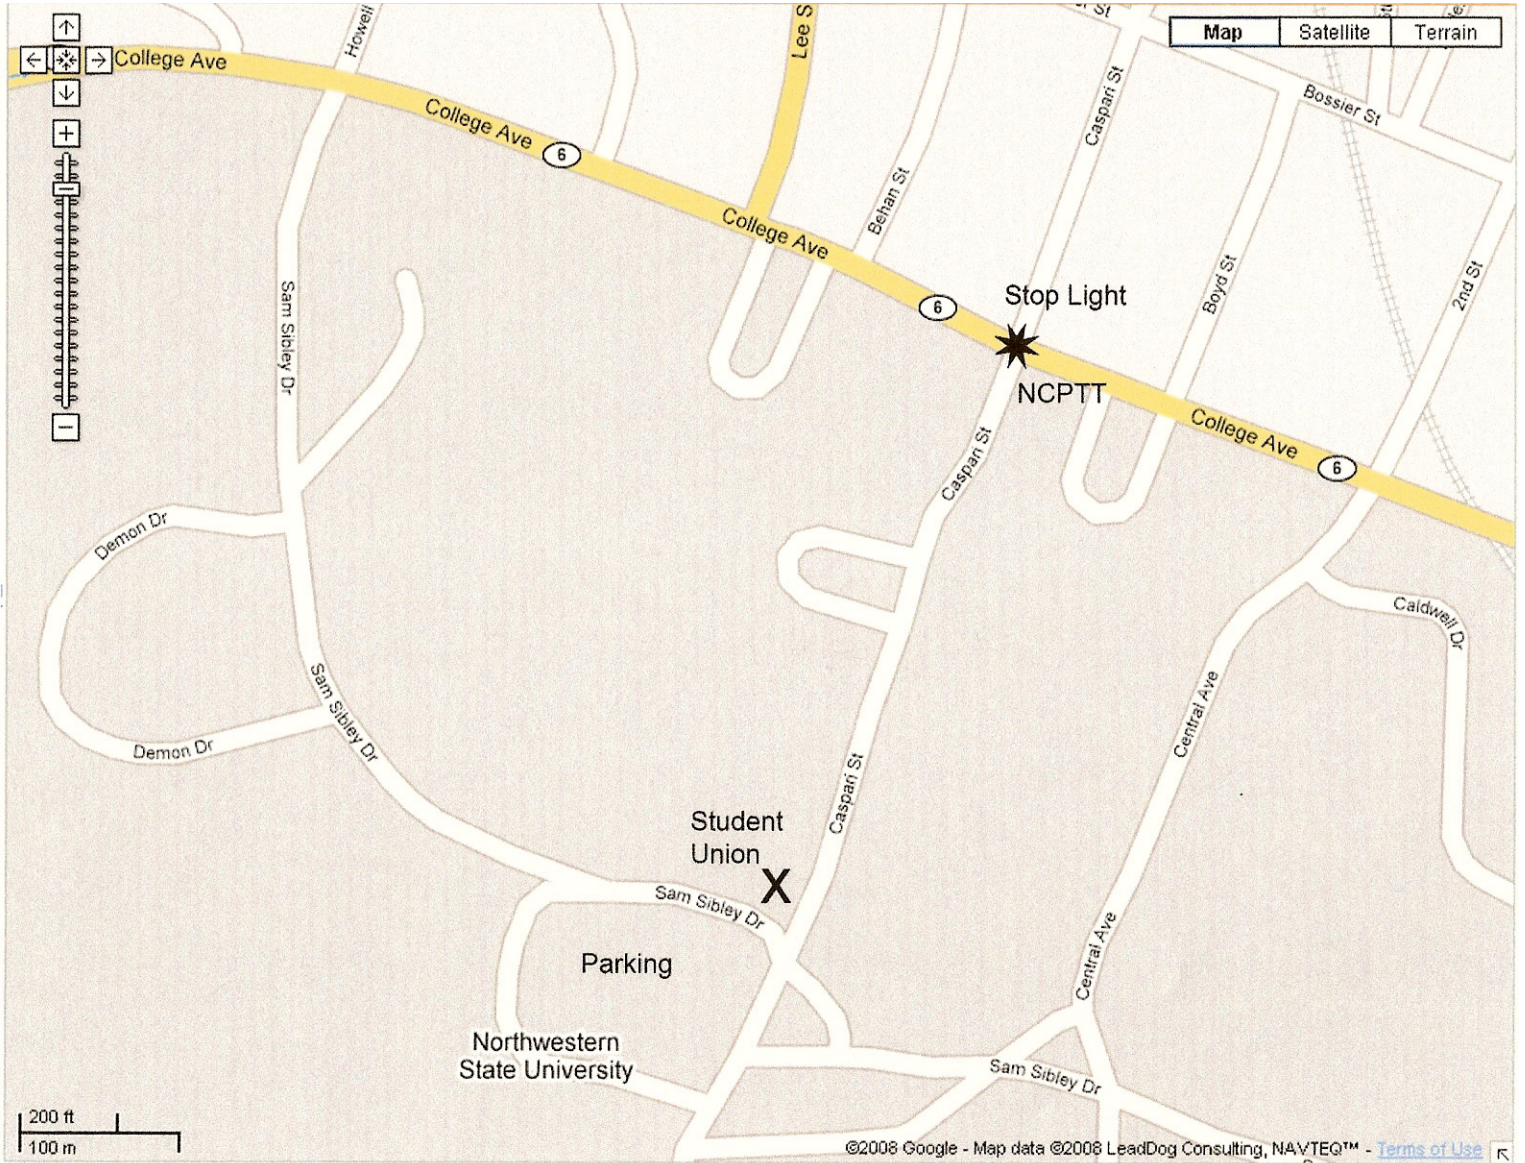 Howell
Lee S
Map
Satellite
Terrain
College Ave
College Ave
6
Caspari St
Bossier St
Behan St
College Ave
Boyd St
2nd St
Sam Sibley Dr
6
Stop Light
NCPTT
College Ave
6
Caspari St
Demon Dr
Caldwell Dr
Sam Sibley Dr
Central Ave
Demon Dr
Caspari St
Student
Union
X
Sam Sibley Dr
Parking
Central Ave
Northwestern
State University
Sam Sibley Dr
200 ft
100 m
©2008 Google - Map data ©2008 LeadDog Consulting, NAVTEQ™ - Terms of Use